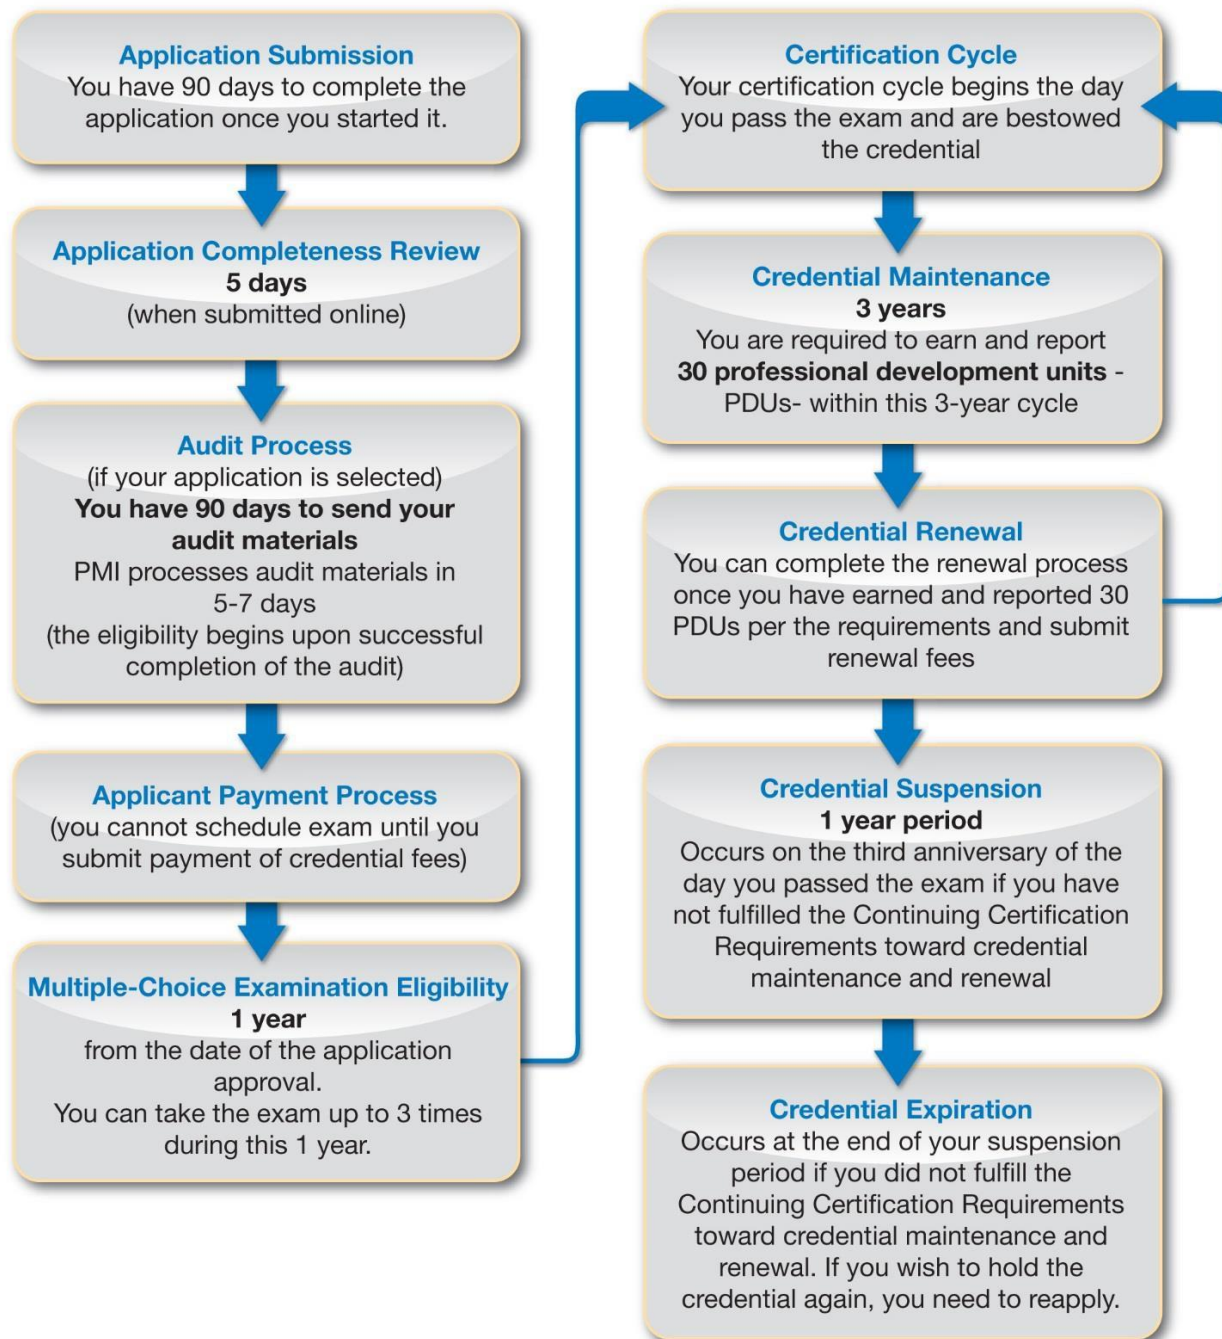 Application Submission
You have 90 days to complete the
application once you started it.
Application Completeness Review
5 days
(when submitted online)
Audit Process
(if your application is selected)
You have 90 days to send your
audit materials
PMI processes audit materials in
5-7 days
(the eligibility begins upon successful
completion of the audit)
Applicant Payment Process
(you cannot schedule exam until you
submit payment of credential fees)
Multiple-Choice Examination Eligibility
1 year
from the date of the application
approval.
You can take the exam up to 3 times
during this 1 year.
Certification Cycle
Your certification cycle begins the day
you pass the exam and are bestowed
the credential
Credential Maintenance
3 years
You are required to earn and report
30 professional development units -
PDUs- within this 3-year cycle
Credential Renewal
You can complete the renewal process
once you have earned and reported 30
PDUs per the requirements and submit
renewal fees
Credential Suspension
1 year period
Occurs on the third anniversary of the
day you passed the exam if you have
not fulfilled the Continuing Certification
Requirements toward credential
maintenance and renewal
Credential Expiration
Occurs at the end of your suspension
period if you did not fulfill the
Continuing Certification Requirements
toward credential maintenance and
renewal. If you wish to hold the
credential again, you need to reapply.